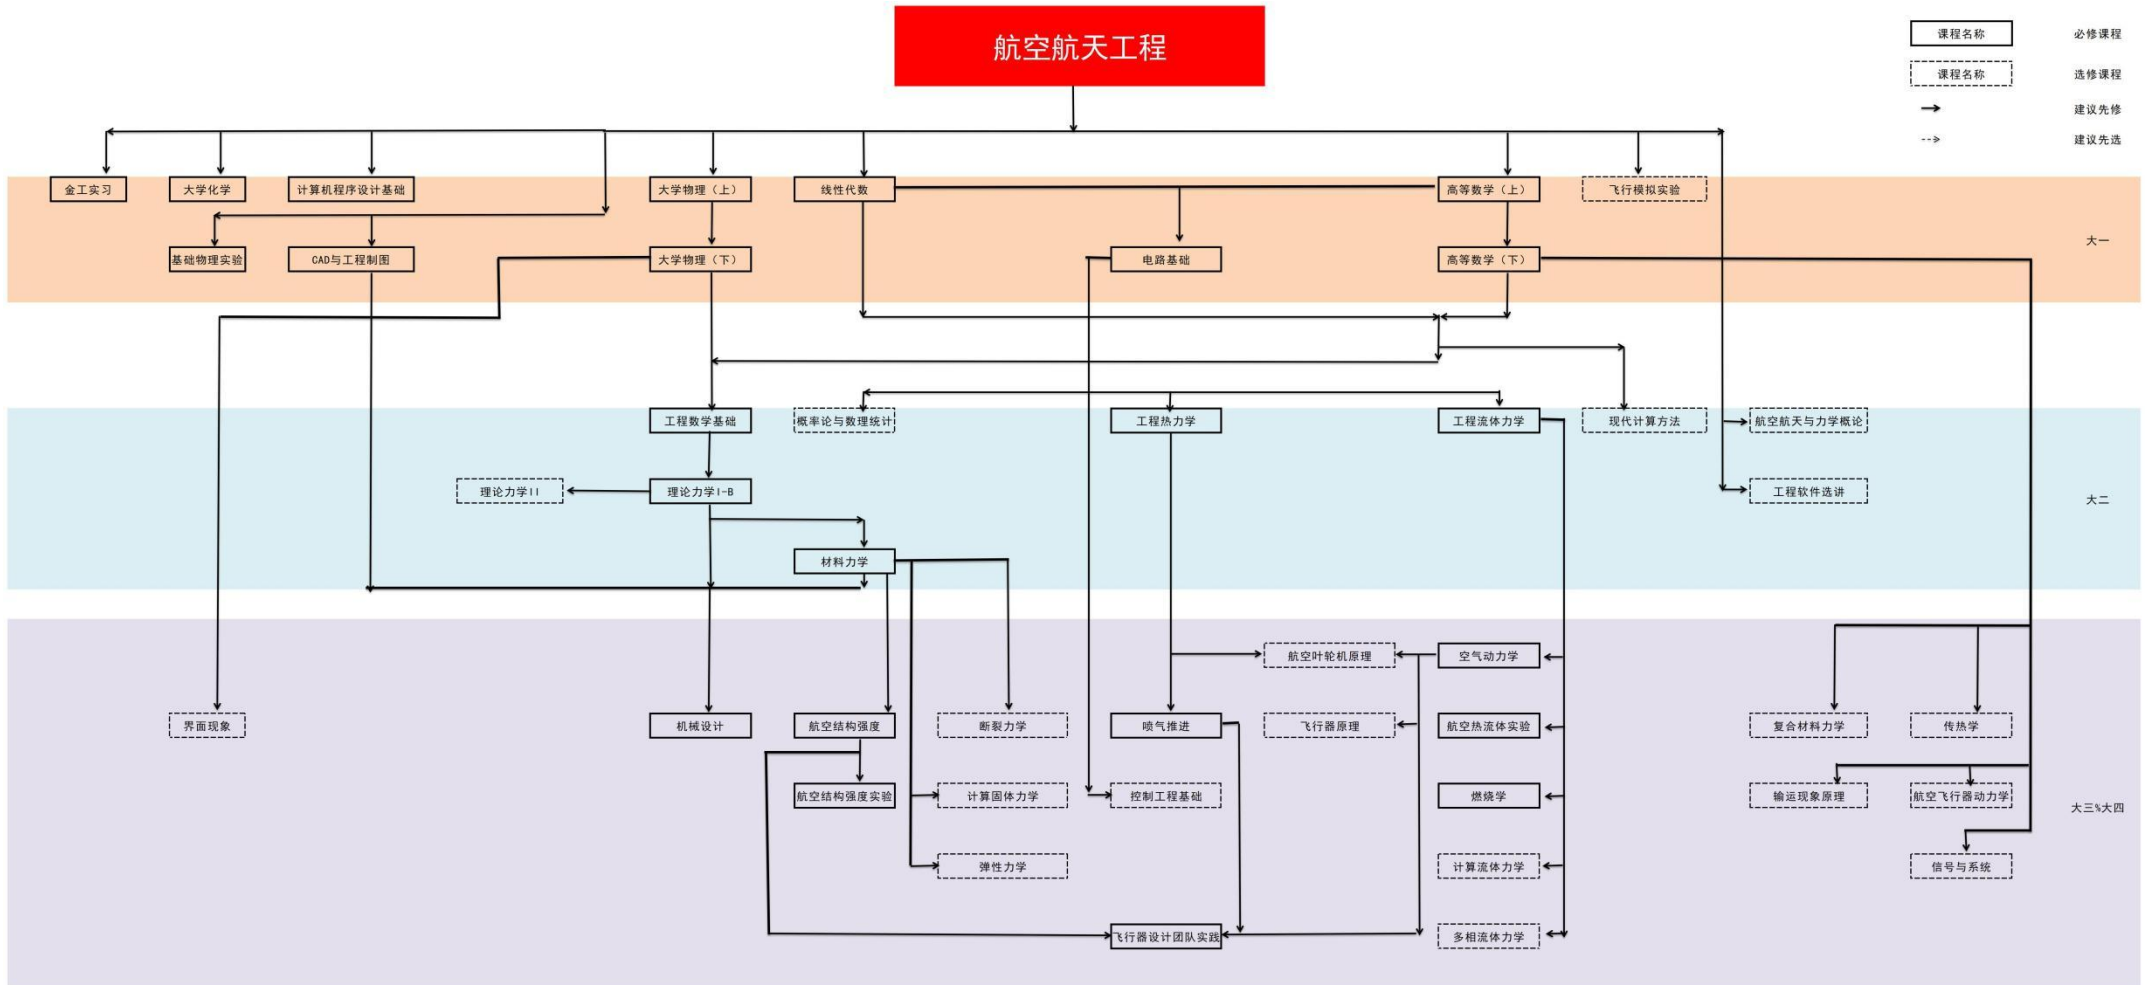 航空航天工程
课程名称
必修课程
课程名称
选修课程
建议先修
建议先选
金工实习
大学化学
计算机程序设计基础
大学物理（上）
线性代数
高等数学（上）
飞行模拟实验
大一
基础物理实验
CAD与工程制图
大学物理（下）
电路基础
高等数学（下）
工程数学基础
概率论与数理统计
工程热力学
工程流体力学
现代计算方法
航空航天与力学概论
大二
理论力学II
理论力学I-B
工程软件选讲
材料力学
航空叶轮机原理
空气动力学
界面现象
机械设计
航空结构强度
断裂力学
喷气推进
飞行器原理
航空热流体实验
复合材料力学
传热学
航空结构强度实验
计算固体力学
控制工程基础
燃烧学
输运现象原理
航空飞行器动力学
大三%大四
弹性力学
计算流体力学
信号与系统
飞行器设计团队实践
多相流体力学